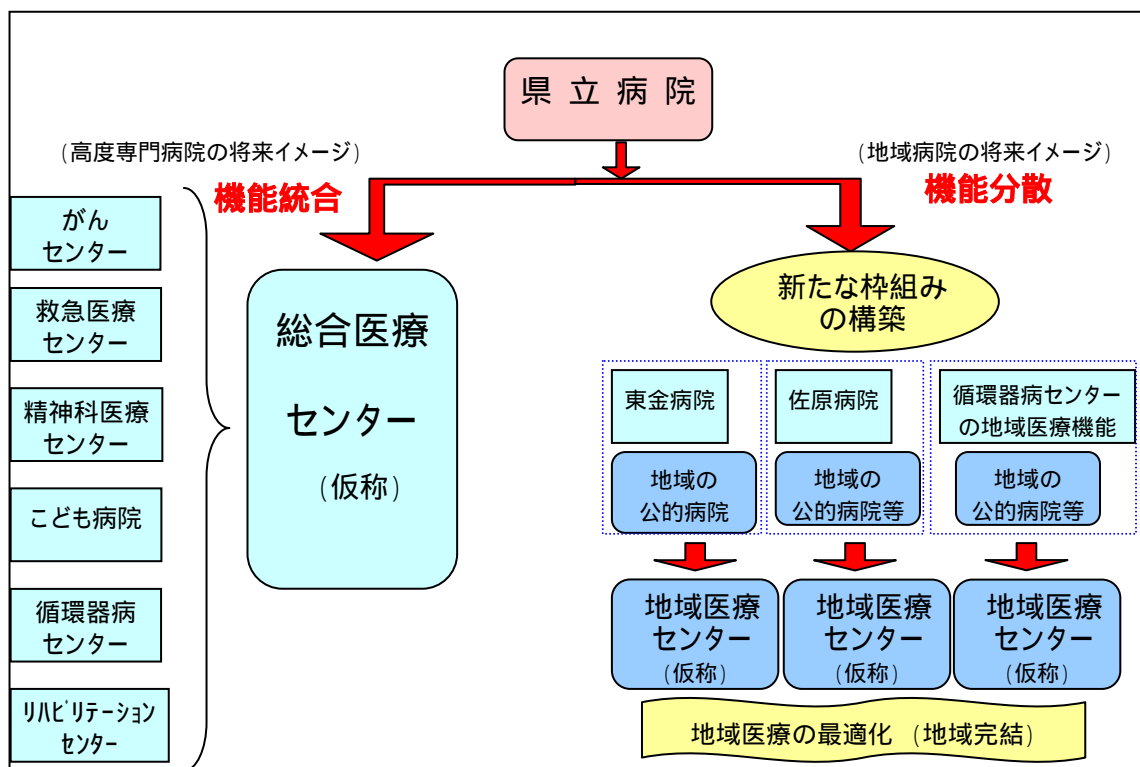 県 立 病 院
(高度専門病院の将来イメージ)
機能統合
(地域病院の将来イメージ)
機能分散
がん
センター
救急医療
センター
精神科医療
センター
こども病院
循環器病
センター
ﾘﾊﾋﾞﾘﾃｰｼｮﾝ
センター
総合医療
センター
(仮称)
新たな枠組み
の構築
東金病院
地域の
公的病院
佐原病院
地域の
公的病院等
循環器病センター
の地域医療機能
地域の
公的病院等
地域医療
センター
(仮称)
地域医療
センター
(仮称)
地域医療
センター
(仮称)
地域医療の最適化 (地域完結)